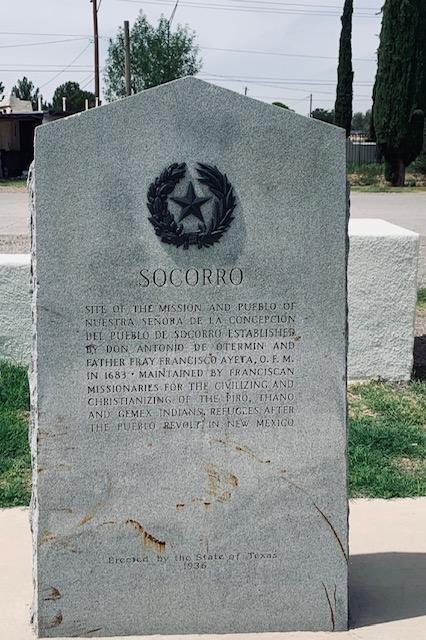 SOCORRO
SITE OF THE MISSION AND PUEBLO OF
NUESTRA SEÑORA DE LA CONCEPCIÓN
DEL PUEBLO DE SOCORRO ESTABLISHED
BY DON ANTONIO DE OTERMIN AND
FATHER FRAY FRANCISCO AYETA, O. F. M.
IN 1683 • MAINTAINED BY FRANCISCAN
MISSIONARIES FOR THE CIVILIZING AND
CHRISTIANIZING OF THE PIRO, THANO
AND GEMEX INDIANS, REFUGES AFTER
THE PUEBLO REVOLT IN NEW MEXICO
Erected by the State of Texas
1936